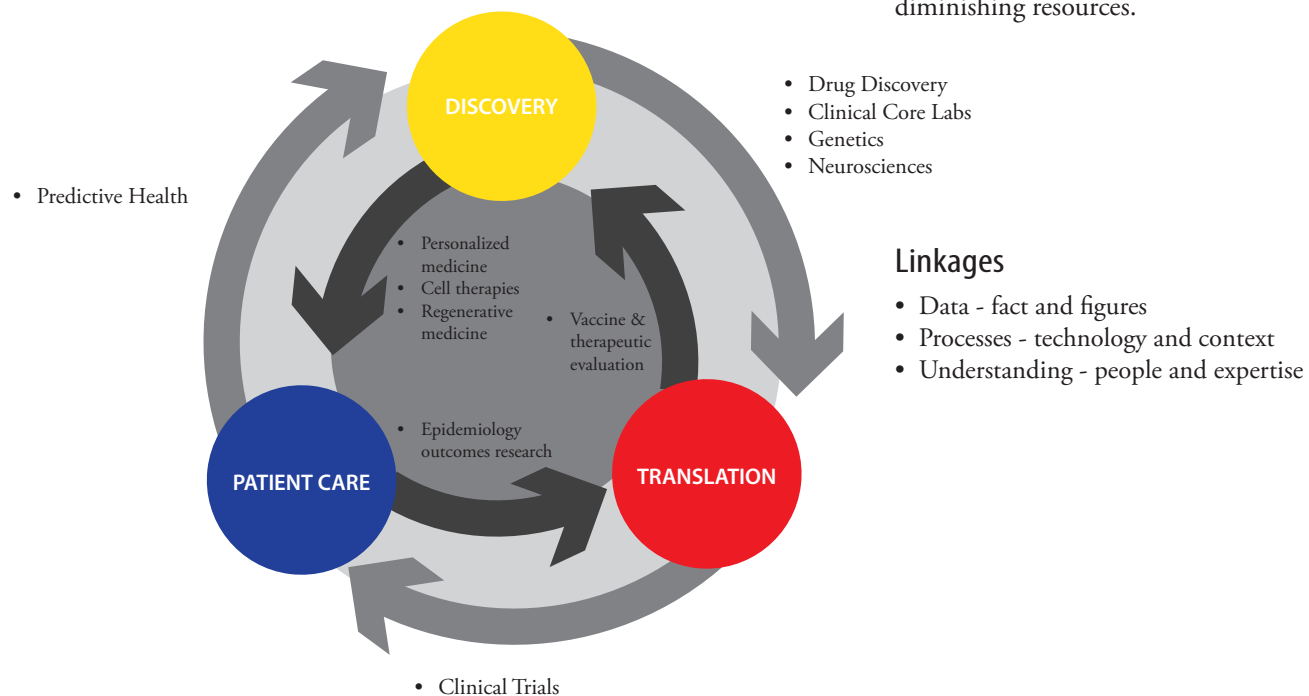 diminishing resources.
DISCOVERY
• Drug Discovery
• Clinical Core Labs
• Genetics
• Neurosciences
• Predictive Health
• Personalized
medicine
• Cell therapies
• Regenerative
medicine
• Vaccine &
therapeutic
evaluation
Linkages
• Data - fact and figures
• Processes - technology and context
• Understanding - people and expertise
• Epidemiology
outcomes research
PATIENT CARE
TRANSLATION
• Clinical Trials